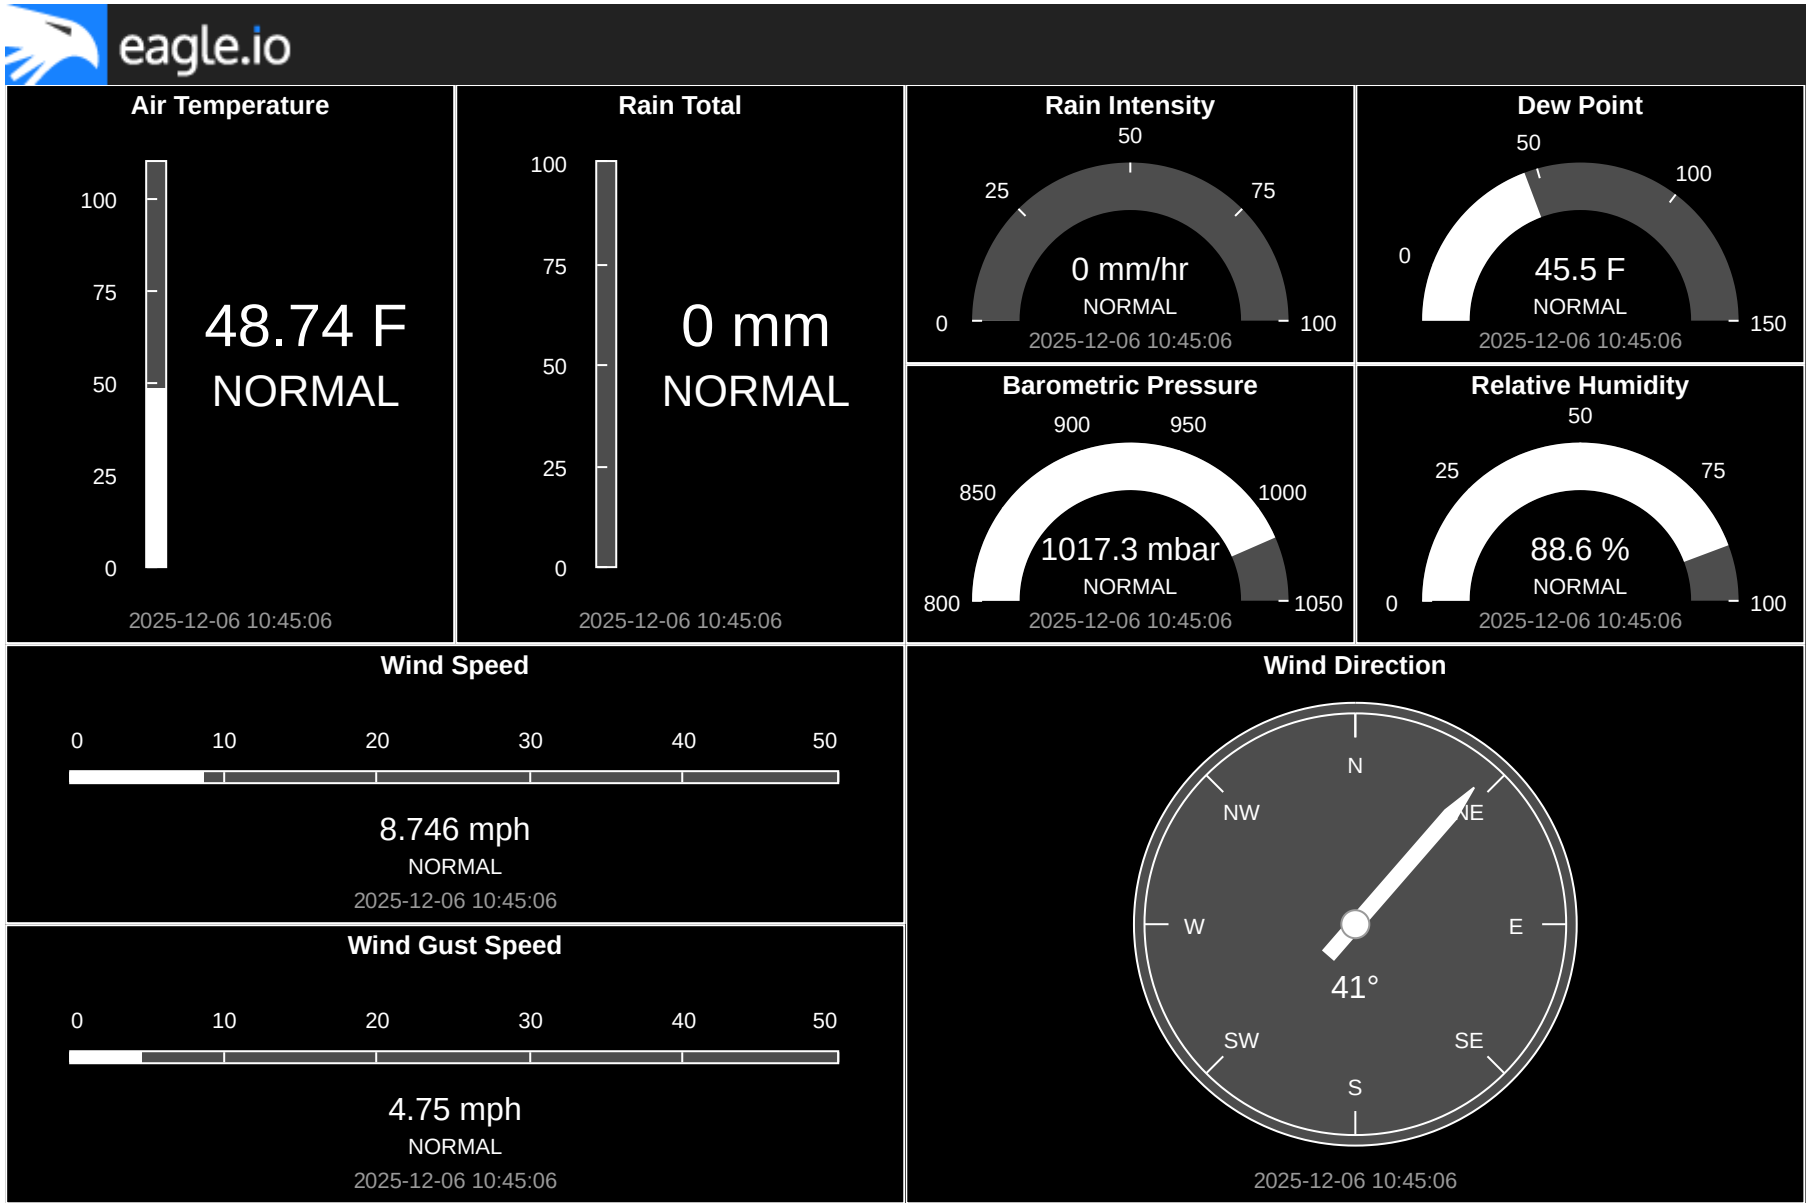 eagle.io
Air Temperature
100
75
50
25
0
48.74 F
NORMAL
2025-12-06 10:45:06
Rain Total
100
75
50
25
0
0 mm
NORMAL
2025-12-06 10:45:06
Rain Intensity
0
25
50
75
100
0 mm/hr
NORMAL
2025-12-06 10:45:06
Dew Point
0
50
100
150
45.5 F
NORMAL
2025-12-06 10:45:06
Barometric Pressure
800
850
900
950
1000
1050
1017.3 mbar
NORMAL
2025-12-06 10:45:06
Relative Humidity
0
25
50
75
100
88.6 %
NORMAL
2025-12-06 10:45:06
Wind Speed
0 10 20 30 40 50
8.746 mph
NORMAL
2025-12-06 10:45:06
Wind Gust Speed
0 10 20 30 40 50
4.75 mph
NORMAL
2025-12-06 10:45:06
Wind Direction
N
NW NE
W E
41°
SW SE
S
2025-12-06 10:45:06